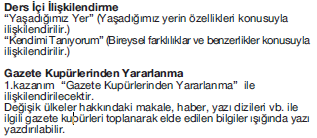 Ders İçi İlişkilendirme
“Yaşadığımız Yer” (Yaşadığımız yerin özellikleri konusuyla
ilişkilendirilir.)
“Kendimi Tanıyorum” (Bireysel farklılıklar ve benzerlikler konusuyla
ilişkilendirilir.)
Gazete Kupürlerinden Yararlanma
1.kazanım “Gazete Kupürlerinden Yararlanma” ile
ilişkilendirilecektir.
Değişik ülkeler hakkındaki makale, haber, yazı dizileri vb. ile
ilgili gazete kupürleri toplanarak elde edilen bilgiler ışığında yazı
yazdırılabilir.